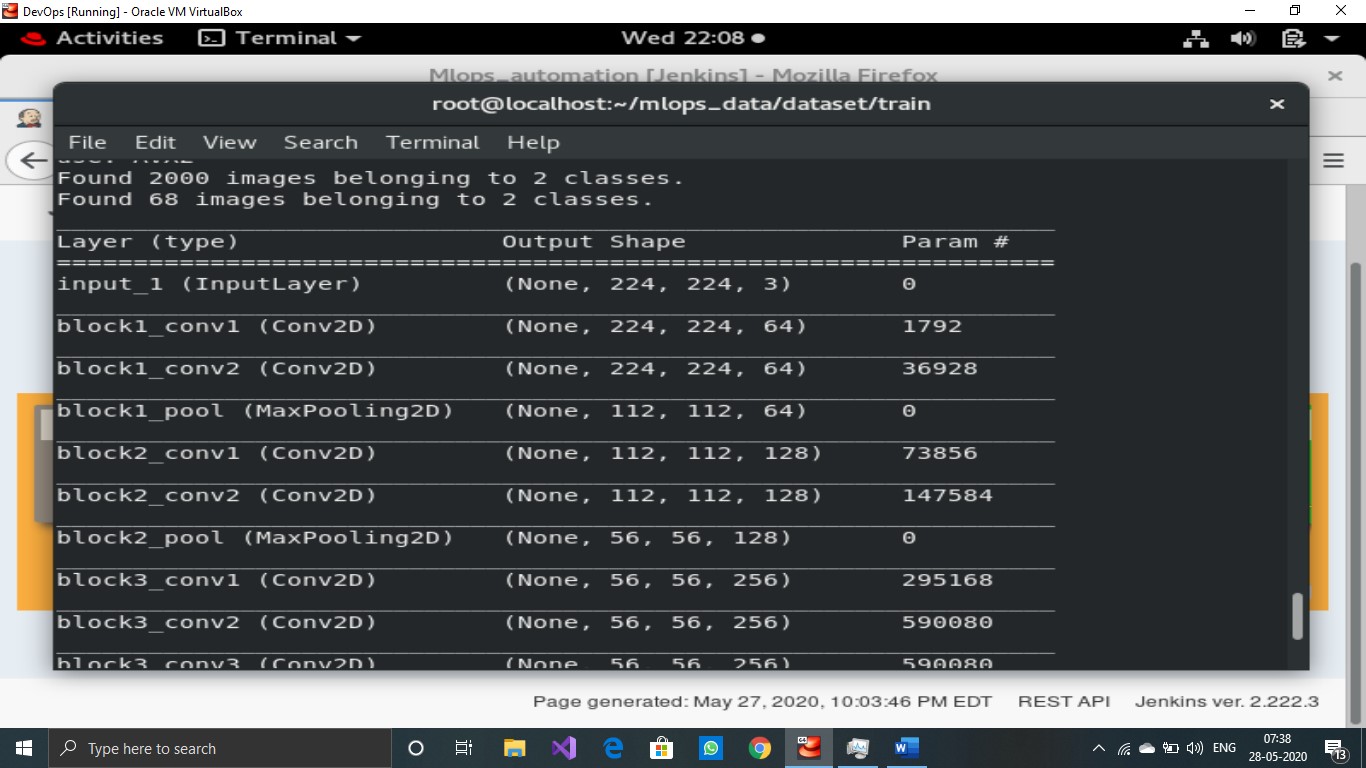 DevOps [Running] - Oracle VM VirtualBox
Activities Terminal Wed 22:08
Mlops_automation [Jenkins] - Mozilla Firefox
root@localhost:~/mlops_data/dataset/train
File Edit View Search Terminal Help
Found 2000 images belonging to 2 classes.
Found 68 images belonging to 2 classes.
Layer (type) Output Shape Param #
=================================================================
input_1 (InputLayer) (None, 224, 224, 3) 0
block1_conv1 (Conv2D) (None, 224, 224, 64) 1792
block1_conv2 (Conv2D) (None, 224, 224, 64) 36928
block1_pool (MaxPooling2D) (None, 112, 112, 64) 0
block2_conv1 (Conv2D) (None, 112, 112, 128) 73856
block2_conv2 (Conv2D) (None, 112, 112, 128) 147584
block2_pool (MaxPooling2D) (None, 56, 56, 128) 0
block3_conv1 (Conv2D) (None, 56, 56, 256) 295168
block3_conv2 (Conv2D) (None, 56, 56, 256) 590080
block3_conv3 (Conv2D) (None, 56, 56, 256) 590080
Page generated: May 27, 2020, 10:03:46 PM EDT REST API Jenkins ver. 2.222.3
Type here to search ENG 07:38
28-05-2020 13